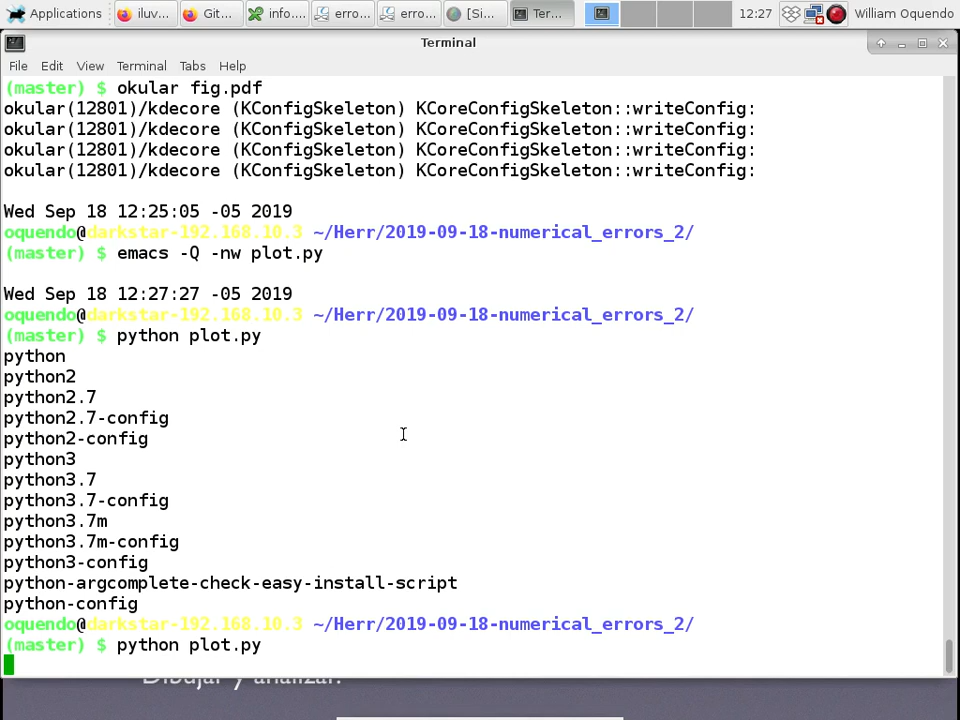 Applications iluv... Git... info.... erro... erro... [Si... Ter... 12:27 William Oquendo
Terminal
File Edit View Terminal Tabs Help
(master) $ okular fig.pdf
okular(12801)/kdecore (KConfigSkeleton) KCoreConfigSkeleton::writeConfig:
okular(12801)/kdecore (KConfigSkeleton) KCoreConfigSkeleton::writeConfig:
okular(12801)/kdecore (KConfigSkeleton) KCoreConfigSkeleton::writeConfig:
okular(12801)/kdecore (KConfigSkeleton) KCoreConfigSkeleton::writeConfig:
Wed Sep 18 12:25:05 -05 2019
oquendo@darkstar-192.168.10.3 ~/Herr/2019-09-18-numerical_errors_2/
(master) $ emacs -Q -nw plot.py
Wed Sep 18 12:27:27 -05 2019
oquendo@darkstar-192.168.10.3 ~/Herr/2019-09-18-numerical_errors_2/
(master) $ python plot.py
python
python2
python2.7
python2.7-config
python2-config
python3
python3.7
python3.7-config
python3.7m
python3.7m-config
python3-config
python-argcomplete-check-easy-install-script
python-config
oquendo@darkstar-192.168.10.3 ~/Herr/2019-09-18-numerical_errors_2/
(master) $ python plot.py
Dibujar y analizar.